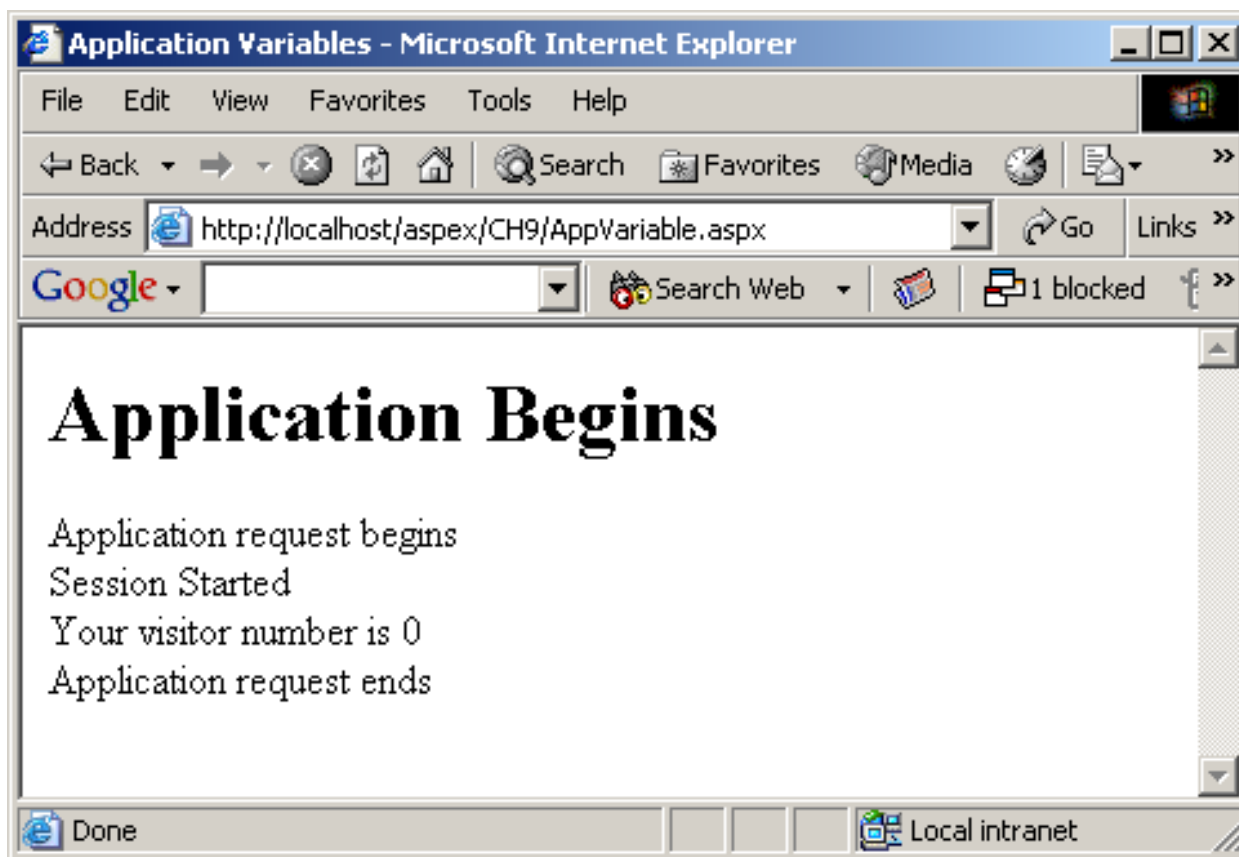 Application Variables - Microsoft Internet Explorer
File Edit View Favorites Tools Help
Back Search Favorites Media »
Address http://localhost/aspex/CH9/AppVariable.aspx Go Links »
Google Search Web 1 blocked »
Application Begins
Application request begins
Session Started
Your visitor number is 0
Application request ends
Done Local intranet